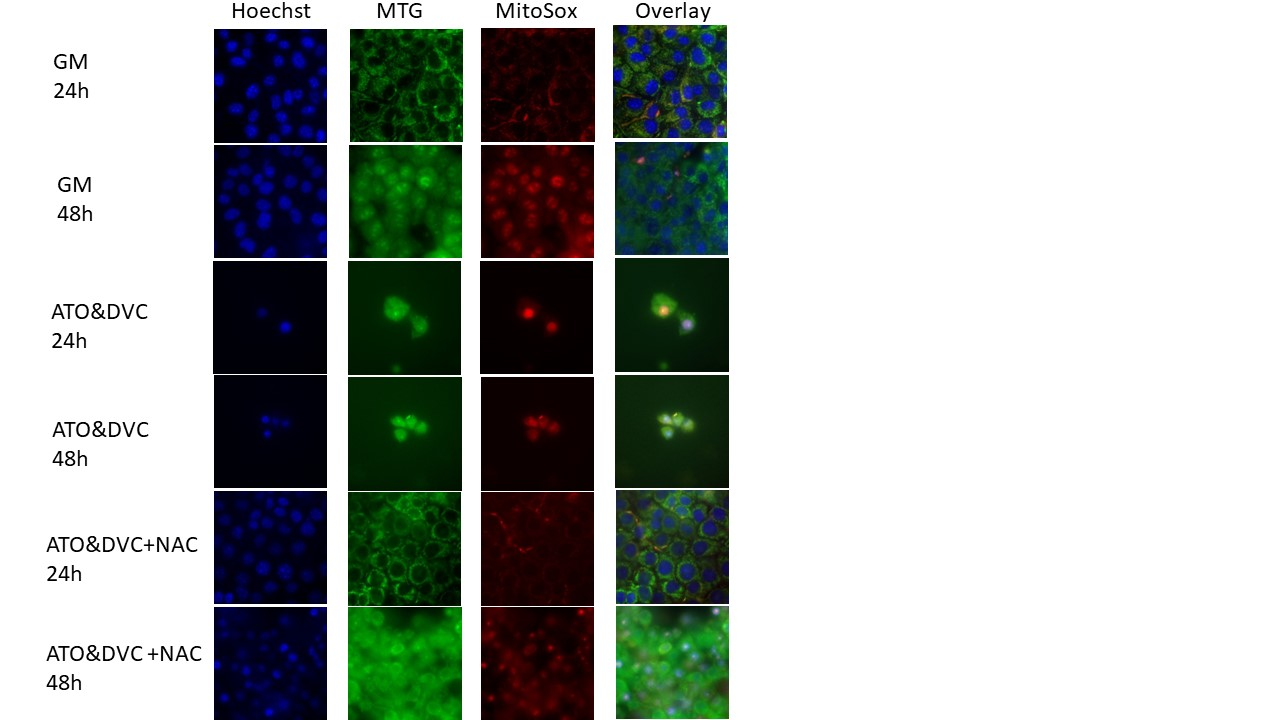 Hoechst MTG MitoSox Overlay
GM
24h
GM
48h
ATO&DVC
24h
ATO&DVC
48h
ATO&DVC+NAC
24h
ATO&DVC +NAC
48h